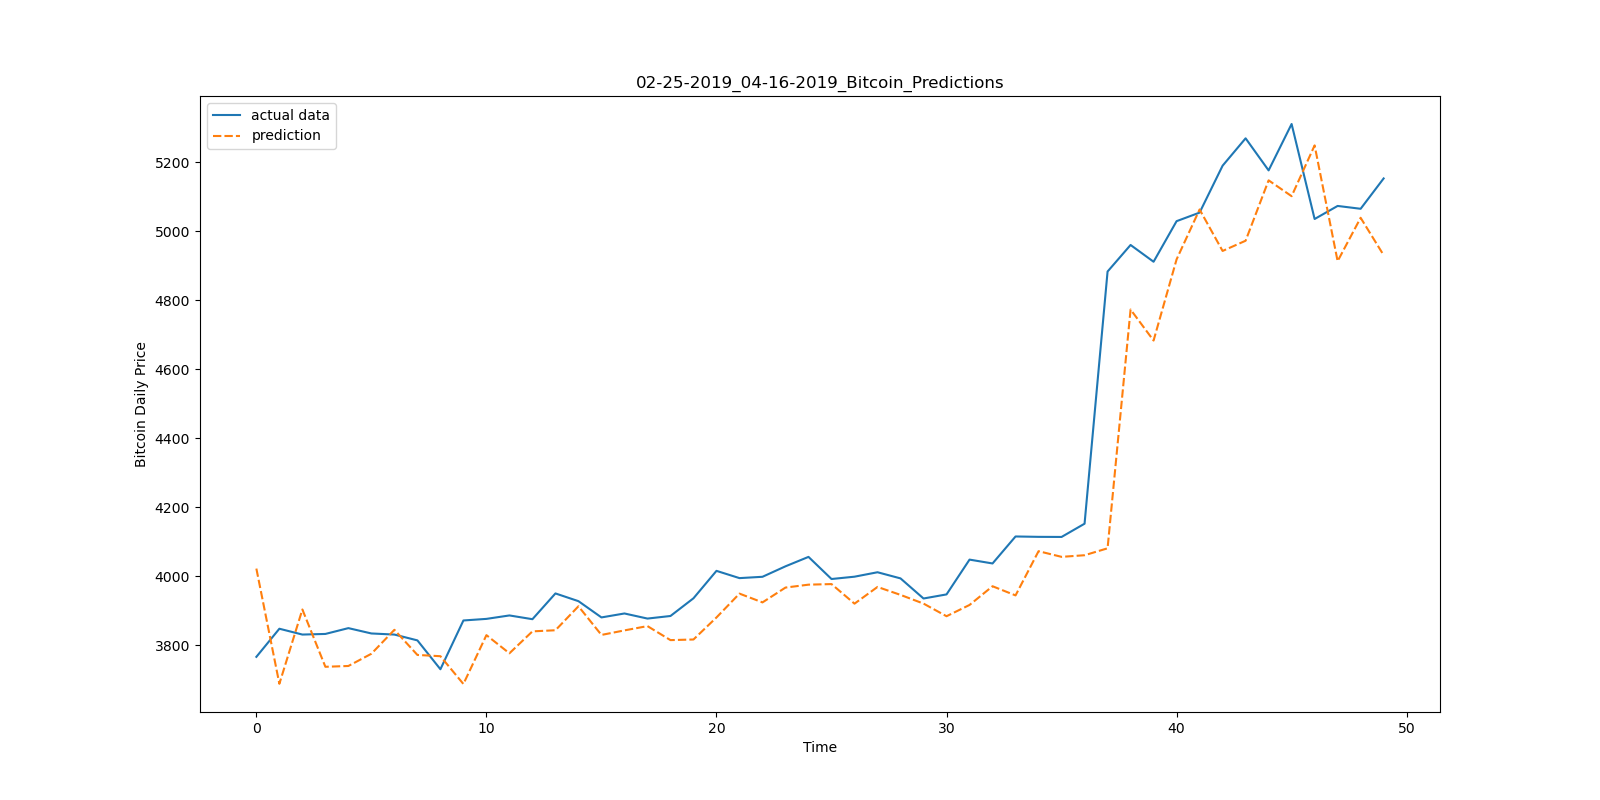 02-25-2019_04-16-2019_Bitcoin_Predictions
actual data
prediction
5200
5000
4800
4600
4400
4200
4000
3800
Bitcoin Daily Price
0 10 20 30 40 50
Time